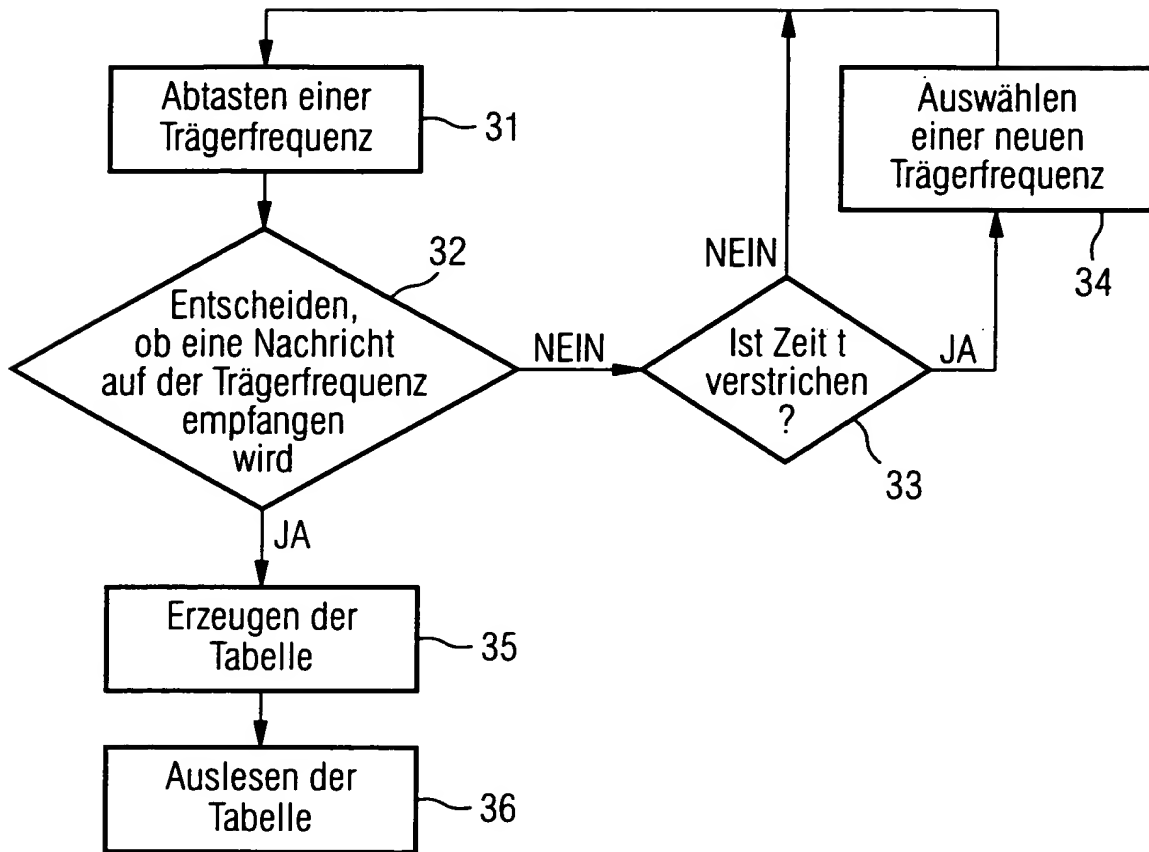 Abtasten einer
Trägerfrequenz
31
Auswählen
einer neuen
Trägerfrequenz
34
32
Entscheiden,
ob eine Nachricht
auf der Trägerfrequenz
empfangen
wird
NEIN
NEIN
Ist Zeit t
verstrichen
?
JA
33
JA
Erzeugen der
Tabelle
35
Auslesen der
Tabelle
36